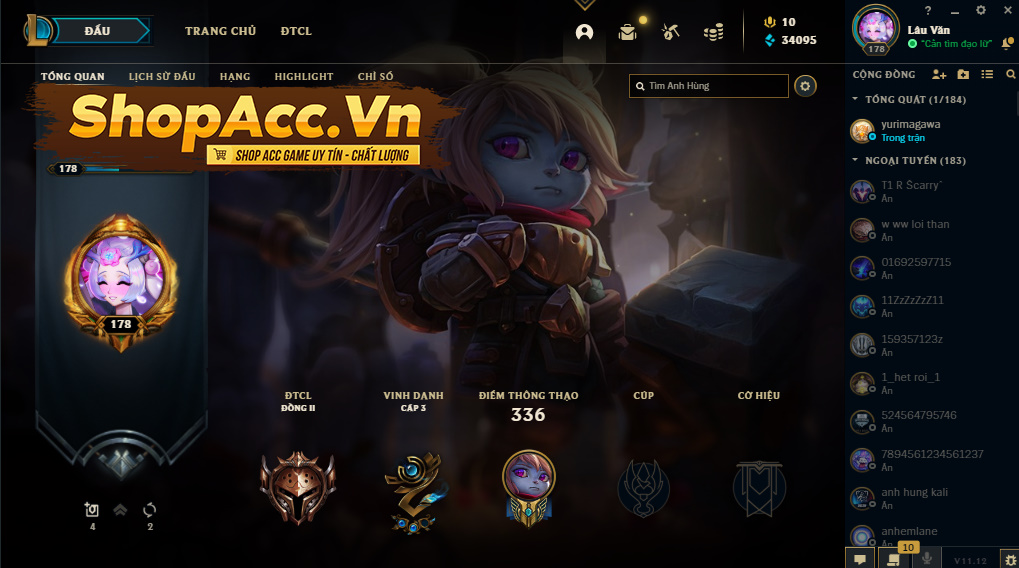 ĐẤU
TRANG CHỦ
ĐTCL
10
34095
178
Lâu Văn
"Cần tìm đạo lữ"
TỔNG QUAN
LỊCH SỬ ĐẤU
HẠNG
HIGHLIGHT
CHỈ SỐ
Tìm Anh Hùng
ShopAcc.Vn
SHOP ACC GAME UY TÍN - CHẤT LƯỢNG
178
178
ĐTCL
ĐỒNG II
VINH DANH
CẤP 3
ĐIỂM THÔNG THẠO
336
CÚP
CỜ HIỆU
4
2
CỘNG ĐỒNG
TỔNG QUÁT (1/184)
yurimagawa
Trong trận
NGOẠI TUYẾN (183)
T1 R Scarry`
Ẩn
w ww loi than
Ẩn
01692597715
Ẩn
11ZzZzZzZ11
Ẩn
159357123z
Ẩn
1_het roi_1
Ẩn
524564795746
Ẩn
7894561234561237
Ẩn
anh hung kali
Ẩn
anhemlane
Ẩn
10
V11.12